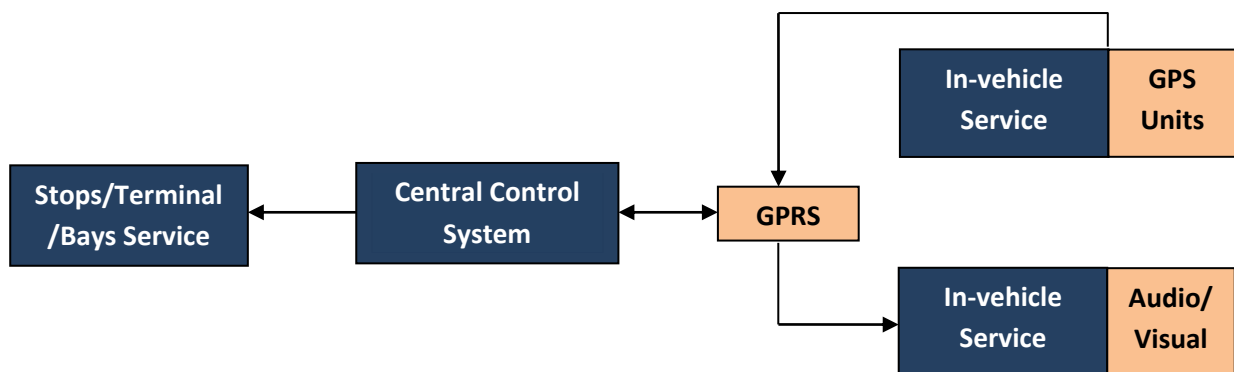 In-vehicle
Service
GPS
Units
Stops/Terminal
/Bays Service
Central Control
System
GPRS
In-vehicle
Service
Audio/
Visual